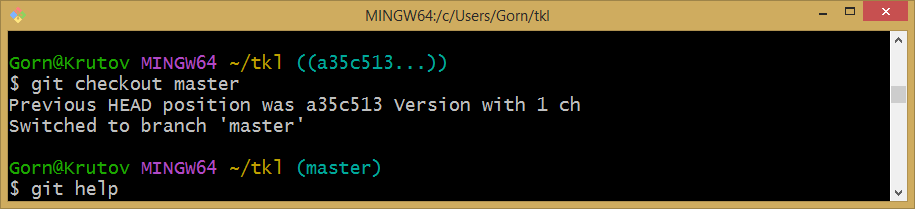 MINGW64:/c/Users/Gorn/tkl
Gorn@Krutov MINGW64 ~/tkl ((a35c513...))
$ git checkout master
Previous HEAD position was a35c513 Version with 1 ch
Switched to branch 'master'
Gorn@Krutov MINGW64 ~/tkl (master)
$ git help